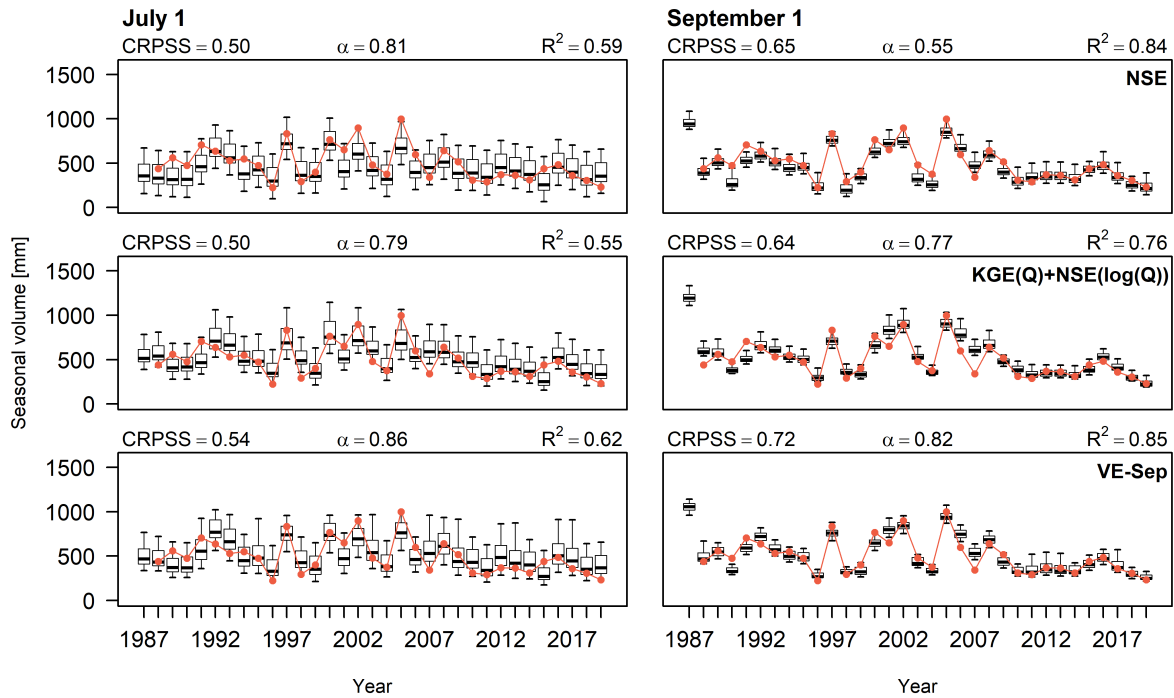 July 1 September 1
CRPSS = 0.50 α = 0.81 R² = 0.59 CRPSS = 0.65 α = 0.55 R² = 0.84
NSE
1500
1000
500
0
CRPSS = 0.50 α = 0.79 R² = 0.55 CRPSS = 0.64 α = 0.77 R² = 0.76
KGE(Q)+NSE(log(Q))
1500
1000
500
0
Seasonal volume [mm]
CRPSS = 0.54 α = 0.86 R² = 0.62 CRPSS = 0.72 α = 0.82 R² = 0.85
VE-Sep
1500
1000
500
0
1987 1992 1997 2002 2007 2012 2017 1987 1992 1997 2002 2007 2012 2017
Year Year